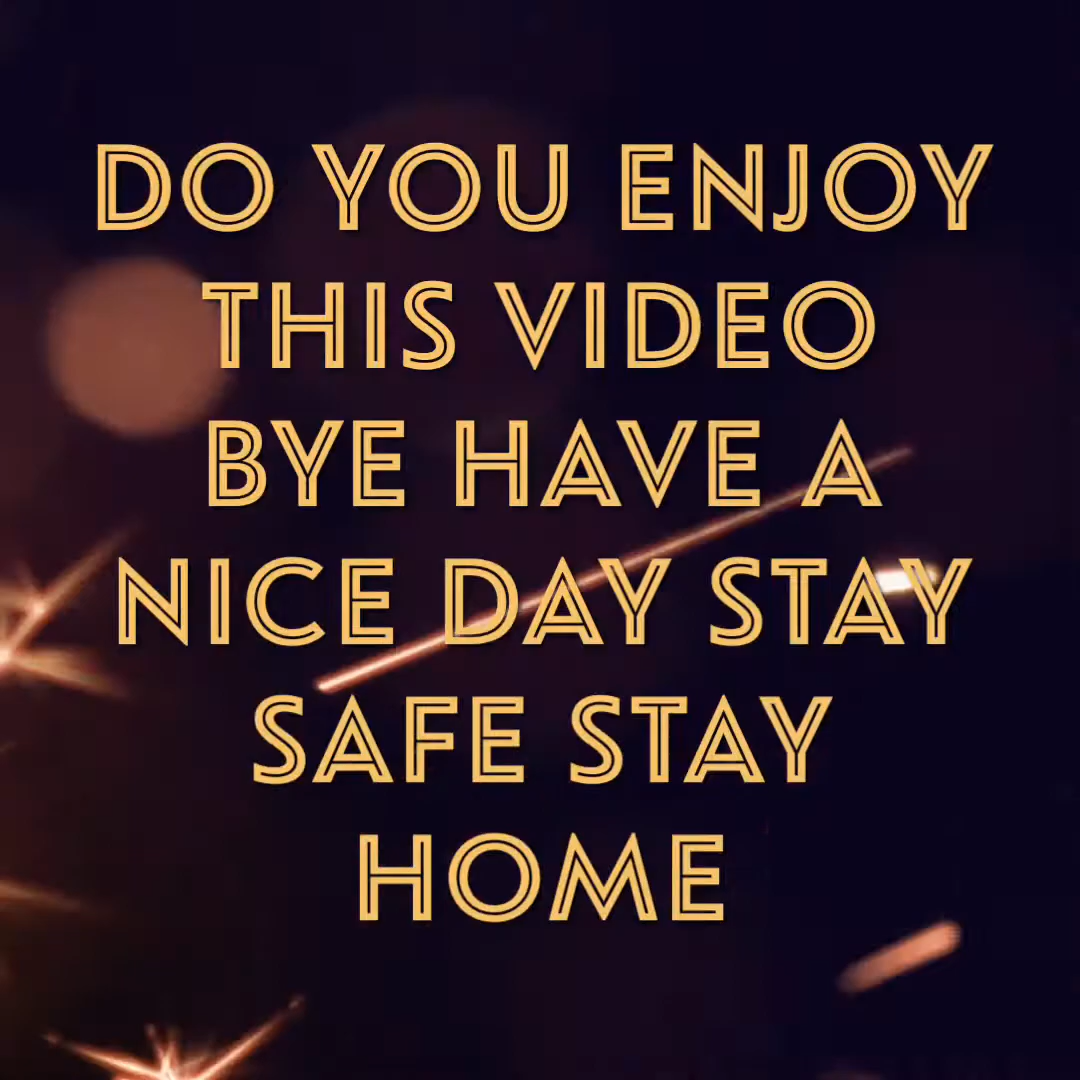 DO YOU ENJOY
THIS VIDEO
BYE HAVE A
NICE DAY STAY
SAFE STAY
HOME